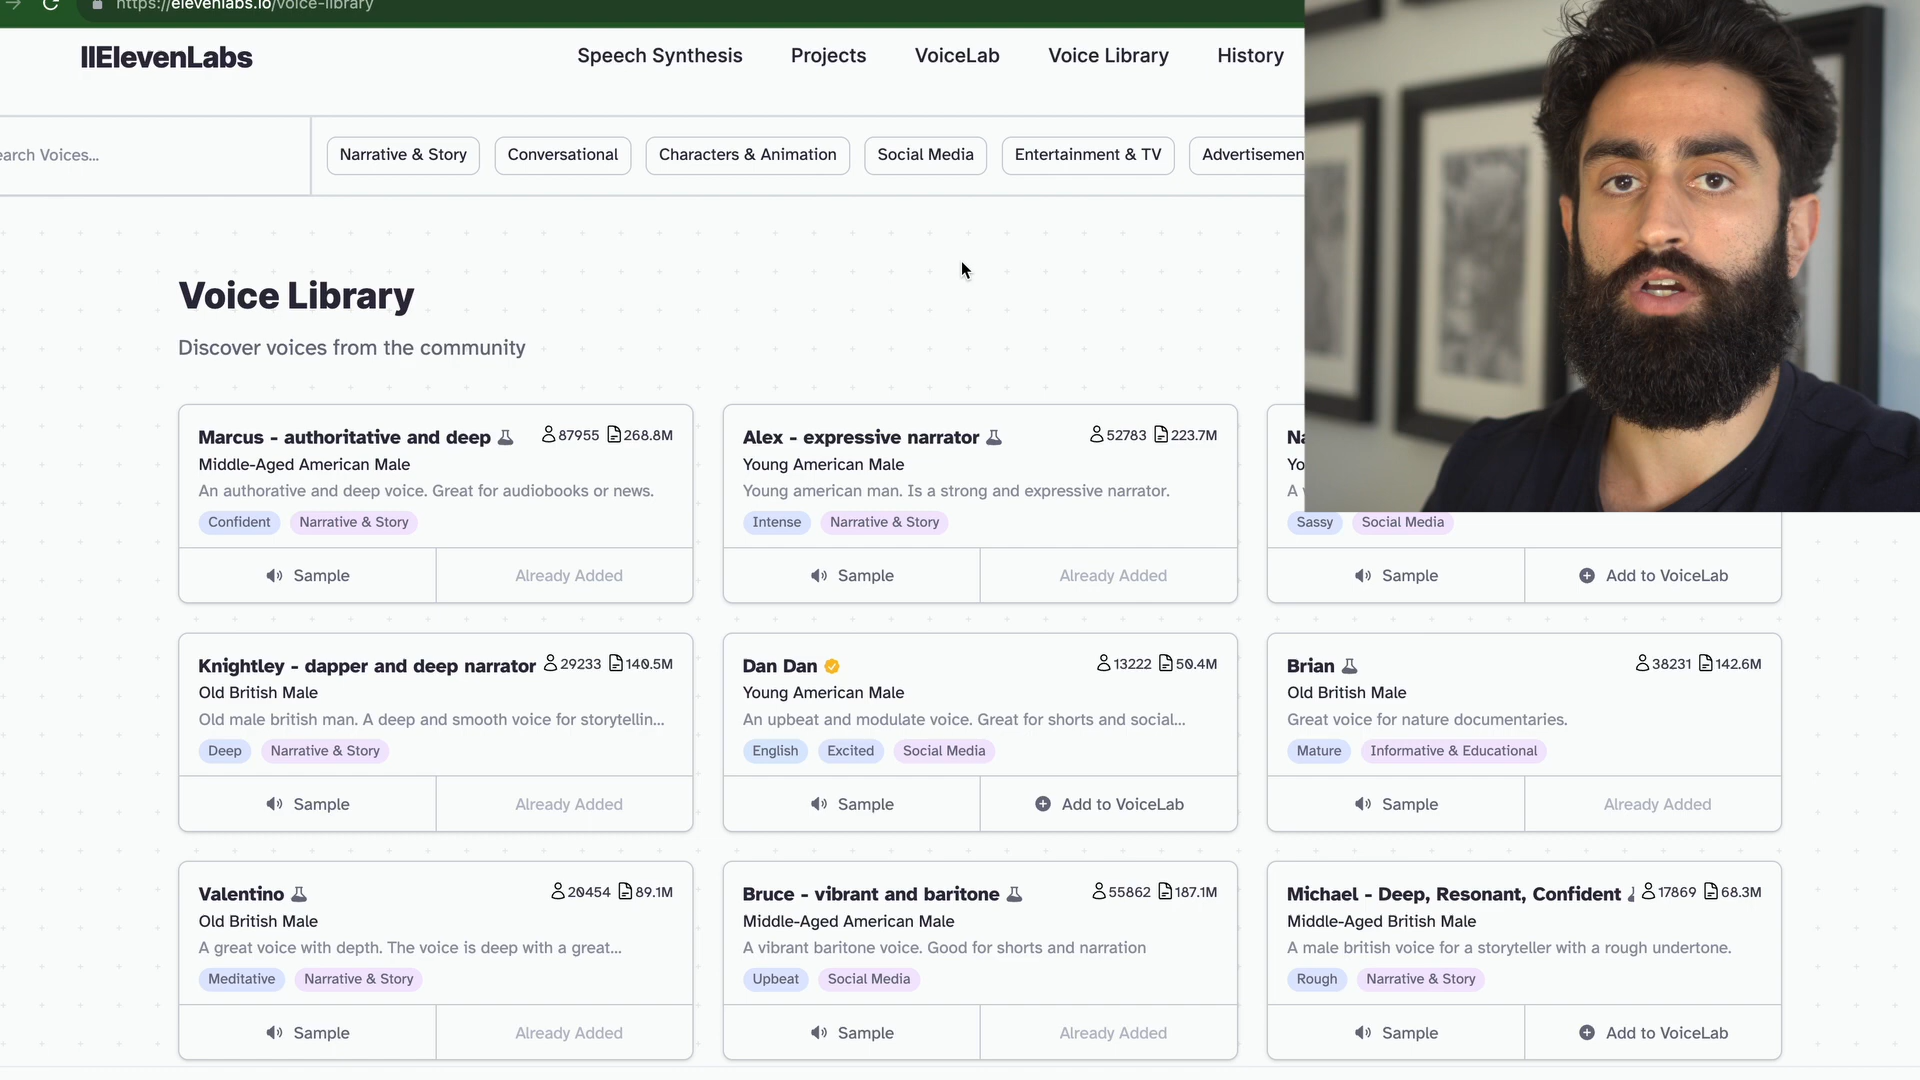 https://elevenlabs.io/voice-library
IIElevenLabs
Speech Synthesis
Projects
VoiceLab
Voice Library
History
Voices...
Narrative & Story
Conversational
Characters & Animation
Social Media
Entertainment & TV
Voice Library
Discover voices from the community
Marcus - authoritative and deep 87955 268.8M
Middle-Aged American Male
An authorative and deep voice. Great for audiobooks or news.
Confident Narrative & Story
Sample Already Added
Alex - expressive narrator 52783 223.7M
Young American Male
Young american man. Is a strong and expressive narrator.
Intense Narrative & Story
Sample Already Added
Sassy Social Media
Sample Add to VoiceLab
Knightley - dapper and deep narrator 29233 140.5M
Old British Male
Old male british man. A deep and smooth voice for storytellin...
Deep Narrative & Story
Sample Already Added
Dan Dan 13222 50.4M
Young American Male
An upbeat and modulate voice. Great for shorts and social...
English Excited Social Media
Sample Add to VoiceLab
Brian 38231 142.6M
Old British Male
Great voice for nature documentaries.
Mature Informative & Educational
Sample Already Added
Valentino 20454 89.1M
Old British Male
A great voice with depth. The voice is deep with a great...
Meditative Narrative & Story
Sample Already Added
Bruce - vibrant and baritone 55862 187.1M
Middle-Aged American Male
A vibrant baritone voice. Good for shorts and narration
Upbeat Social Media
Sample Already Added
Michael - Deep, Resonant, Confident 17869 68.3M
Middle-Aged British Male
A male british voice for a storyteller with a rough undertone.
Rough Narrative & Story
Sample Add to VoiceLab